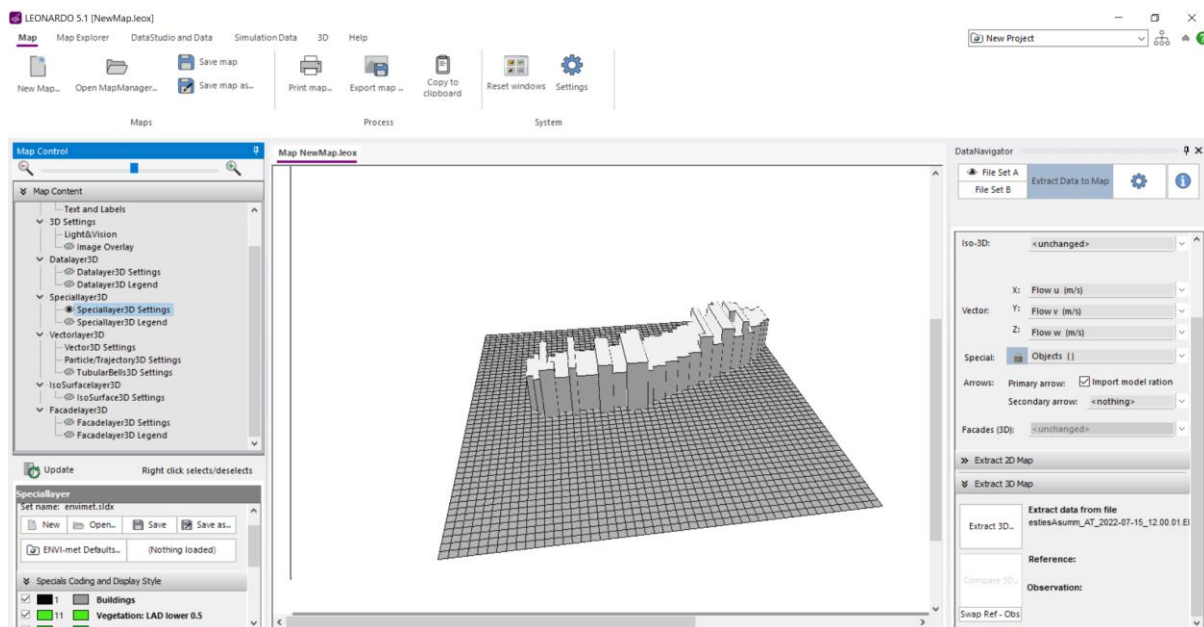 LEONARDO 5.1 [NewMap.leox]
Map Map Explorer DataStudio and Data Simulation Data 3D Help
New Project
New Map... Open MapManager... Save map
Save map as...
Print map... Export map ... Copy to clipboard
Reset windows Settings
Maps Process System
Map Control
Map Content
Text and Labels
3D Settings
Light&Vision
Image Overlay
Datalayer3D
Datalayer3D Settings
Datalayer3D Legend
Speciallayer3D
Speciallayer3D Settings
Speciallayer3D Legend
Vectorlayer3D
Vector3D Settings
Particle/Trajectory3D Settings
TubularBells3D Settings
IsoSurfacelayer3D
IsoSurface3D Settings
Facadelayer3D
Facadelayer3D Settings
Facadelayer3D Legend
Update Right click selects/deselects
Speciallayer
Set name: envimet.sldx
New Open... Save Save as...
ENVI-met Defaults... (Nothing loaded)
Specials Coding and Display Style
1 Buildings
11 Vegetation: LAD lower 0.5
Map NewMap.leox
DataNavigator
File Set A
File Set B
Extract Data to Map
Iso-3D: <unchanged>
X: Flow u (m/s)
Vector: Y: Flow v (m/s)
Z: Flow w (m/s)
Special: Objects ()
Arrows: Primary arrow: Import model ration
Secondary arrow: <nothing>
Facades (3D): <unchanged>
Extract 2D Map
Extract 3D Map
Extract 3D...
Extract data from file
estiesAsumm_AT_2022-07-15_12.00.01.EI
Compare 3D...
Reference:
Observation:
Swap Ref - Obs